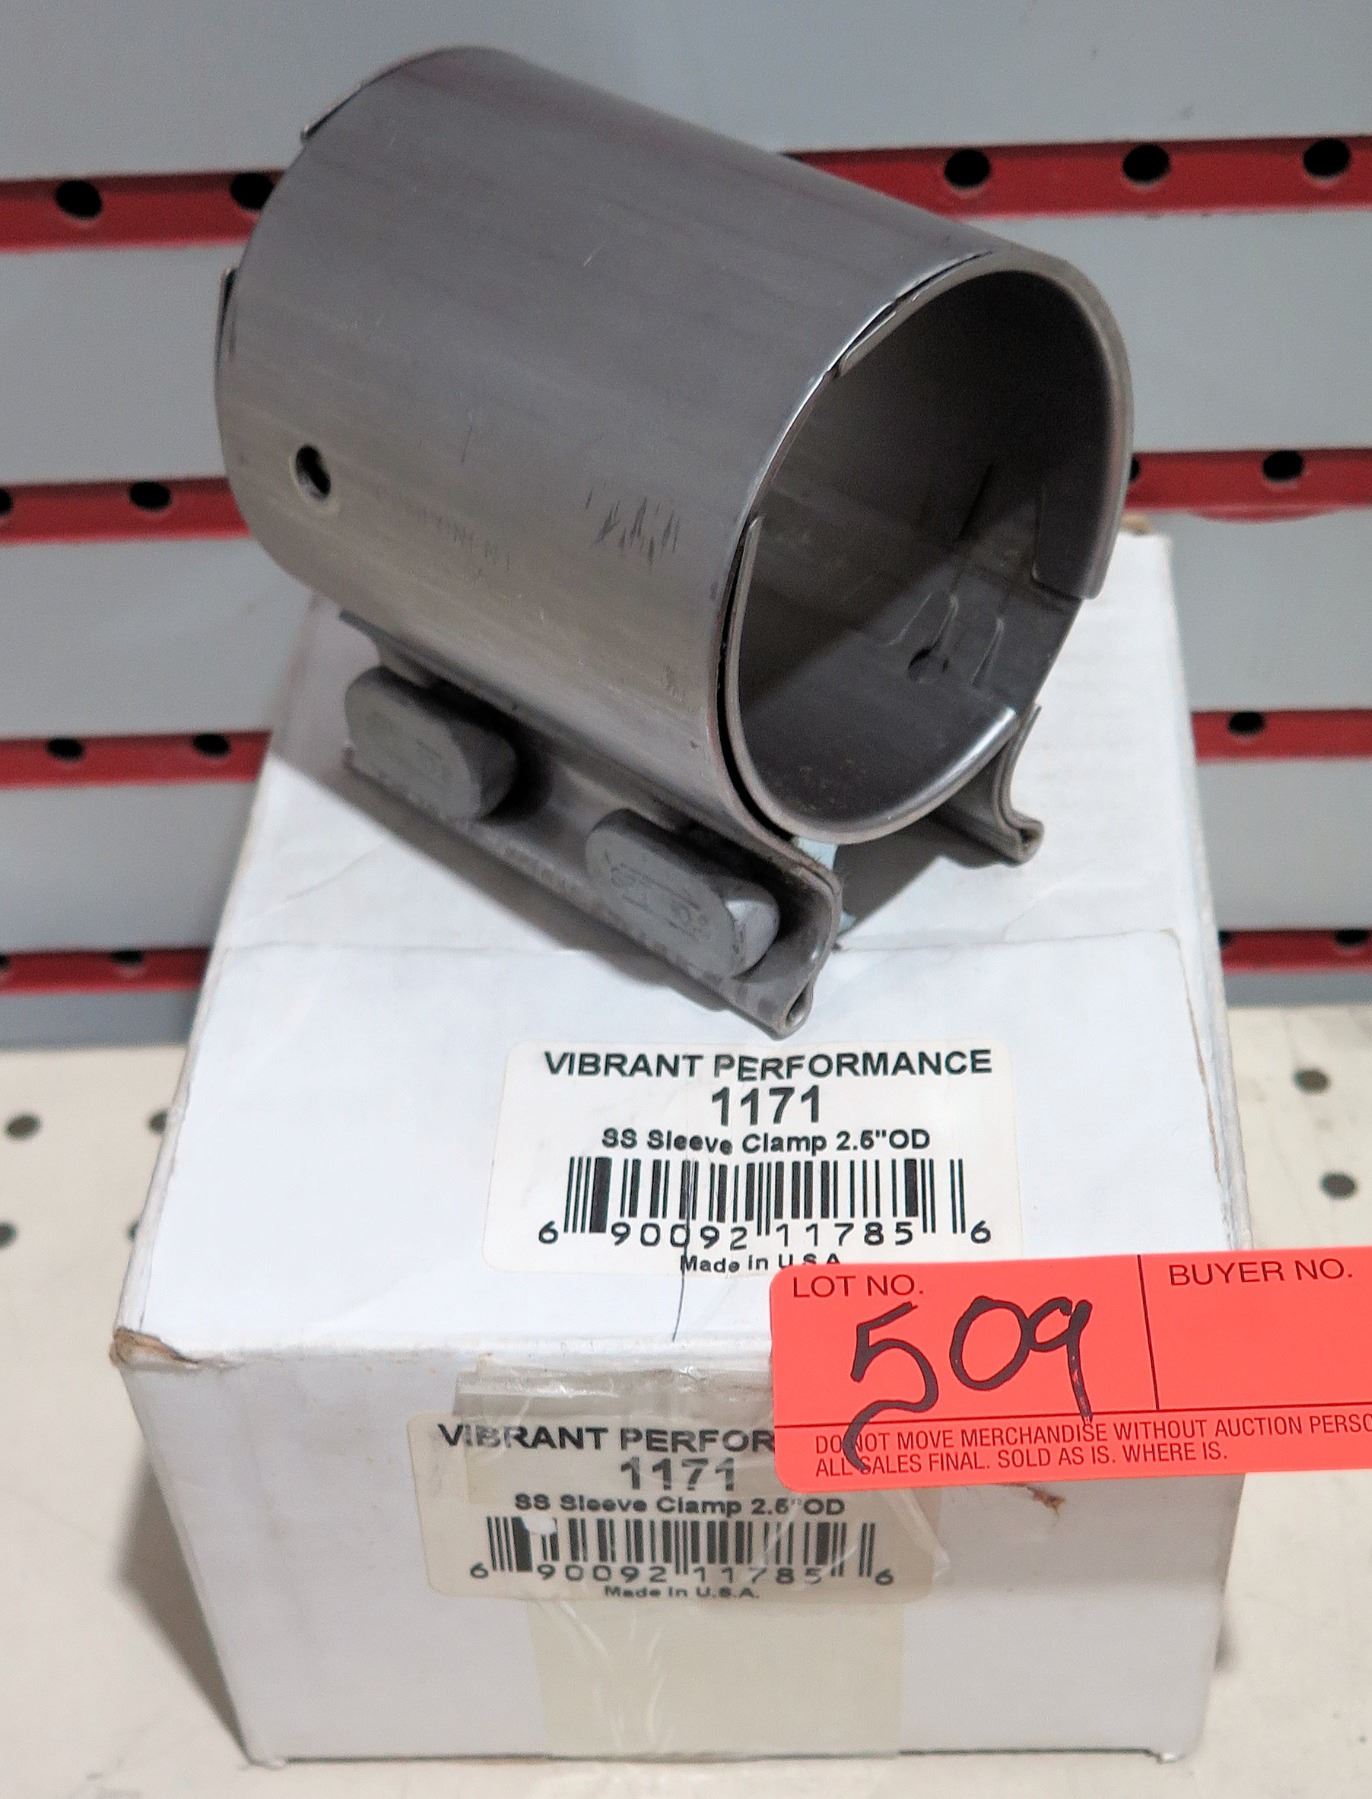 VIBRANT PERFORMANCE
1171
SS Sleeve Clamp 2.5"OD
6 90092 11785 6
Made in U.S.A.
LOT NO.
509
BUYER NO.
DO NOT MOVE MERCHANDISE WITHOUT AUCTION PERSO
ALL SALES FINAL. SOLD AS IS. WHERE IS.
VIBRANT PERFOR
1171
SS Sleeve Clamp 2.5"OD
6 90092 11785 6
Made in U.S.A.